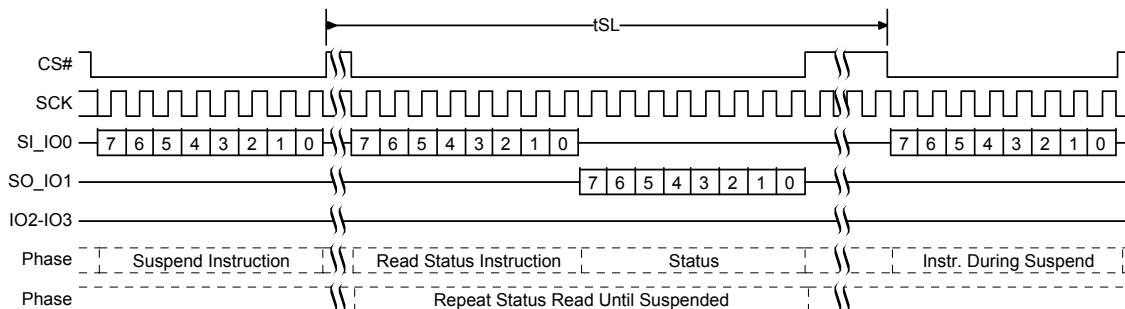 tSL
CS#
SCK
SI_IO0 7 6 5 4 3 2 1 0 7 6 5 4 3 2 1 0 7 6 5 4 3 2 1 0
SO_IO1 7 6 5 4 3 2 1 0
IO2-IO3
Phase Suspend Instruction Read Status Instruction Status Instr. During Suspend
Phase Repeat Status Read Until Suspended